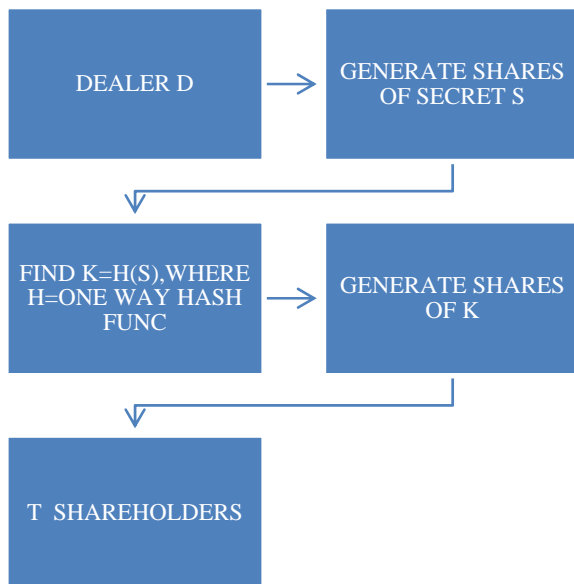 DEALER D
GENERATE SHARES
OF SECRET S
FIND K=H(S),WHERE
H=ONE WAY HASH
FUNC
GENERATE SHARES
OF K
T SHAREHOLDERS